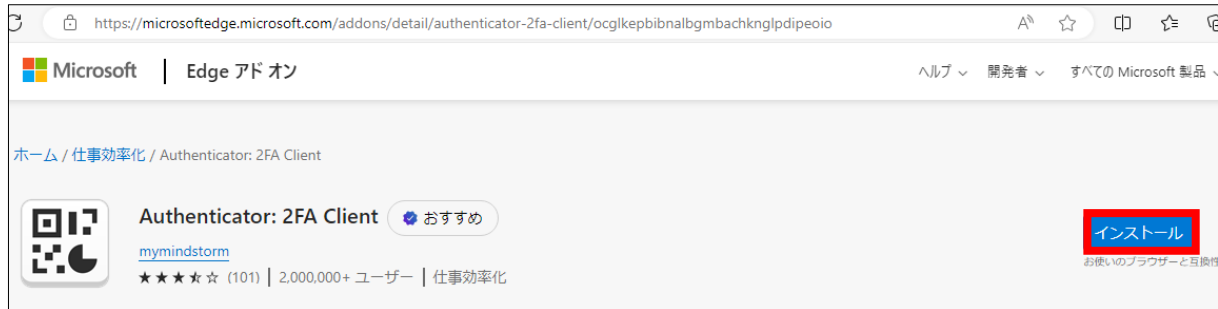 https://microsoftedge.microsoft.com/addons/detail/authenticator-2fa-client/ocglkepbibnalbgmbachknglpdipeoio
Microsoft Edge アド オン ヘルプ 開発者 すべての Microsoft 製品
ホーム / 仕事効率化 / Authenticator: 2FA Client
Authenticator: 2FA Client おすすめ
インストール
mymindstorm
お使いのブラウザーと互換性
(101) 2,000,000+ ユーザー 仕事効率化